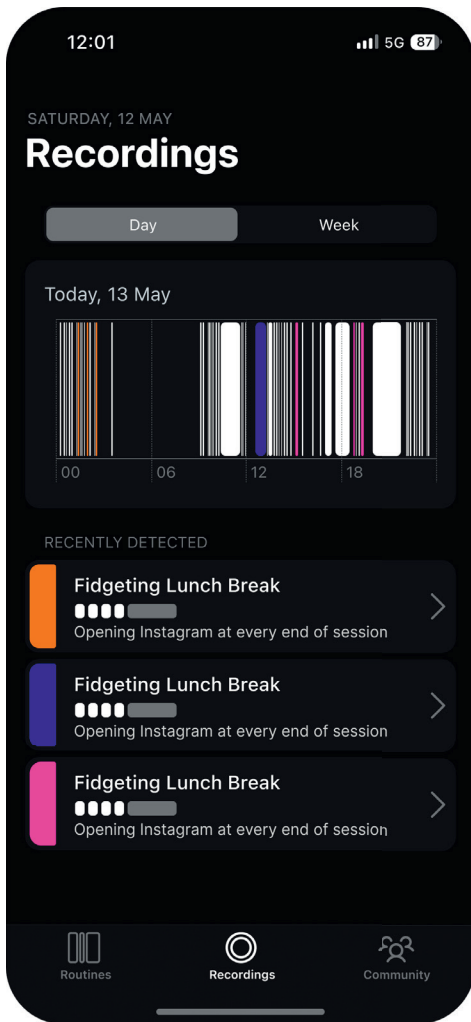 12:01
5G 87
SATURDAY, 12 MAY
Recordings
Day Week
Today, 13 May
00 06 12 18
RECENTLY DETECTED
Fidgeting Lunch Break
Opening Instagram at every end of session
Fidgeting Lunch Break
Opening Instagram at every end of session
Fidgeting Lunch Break
Opening Instagram at every end of session
Routines Recordings Community